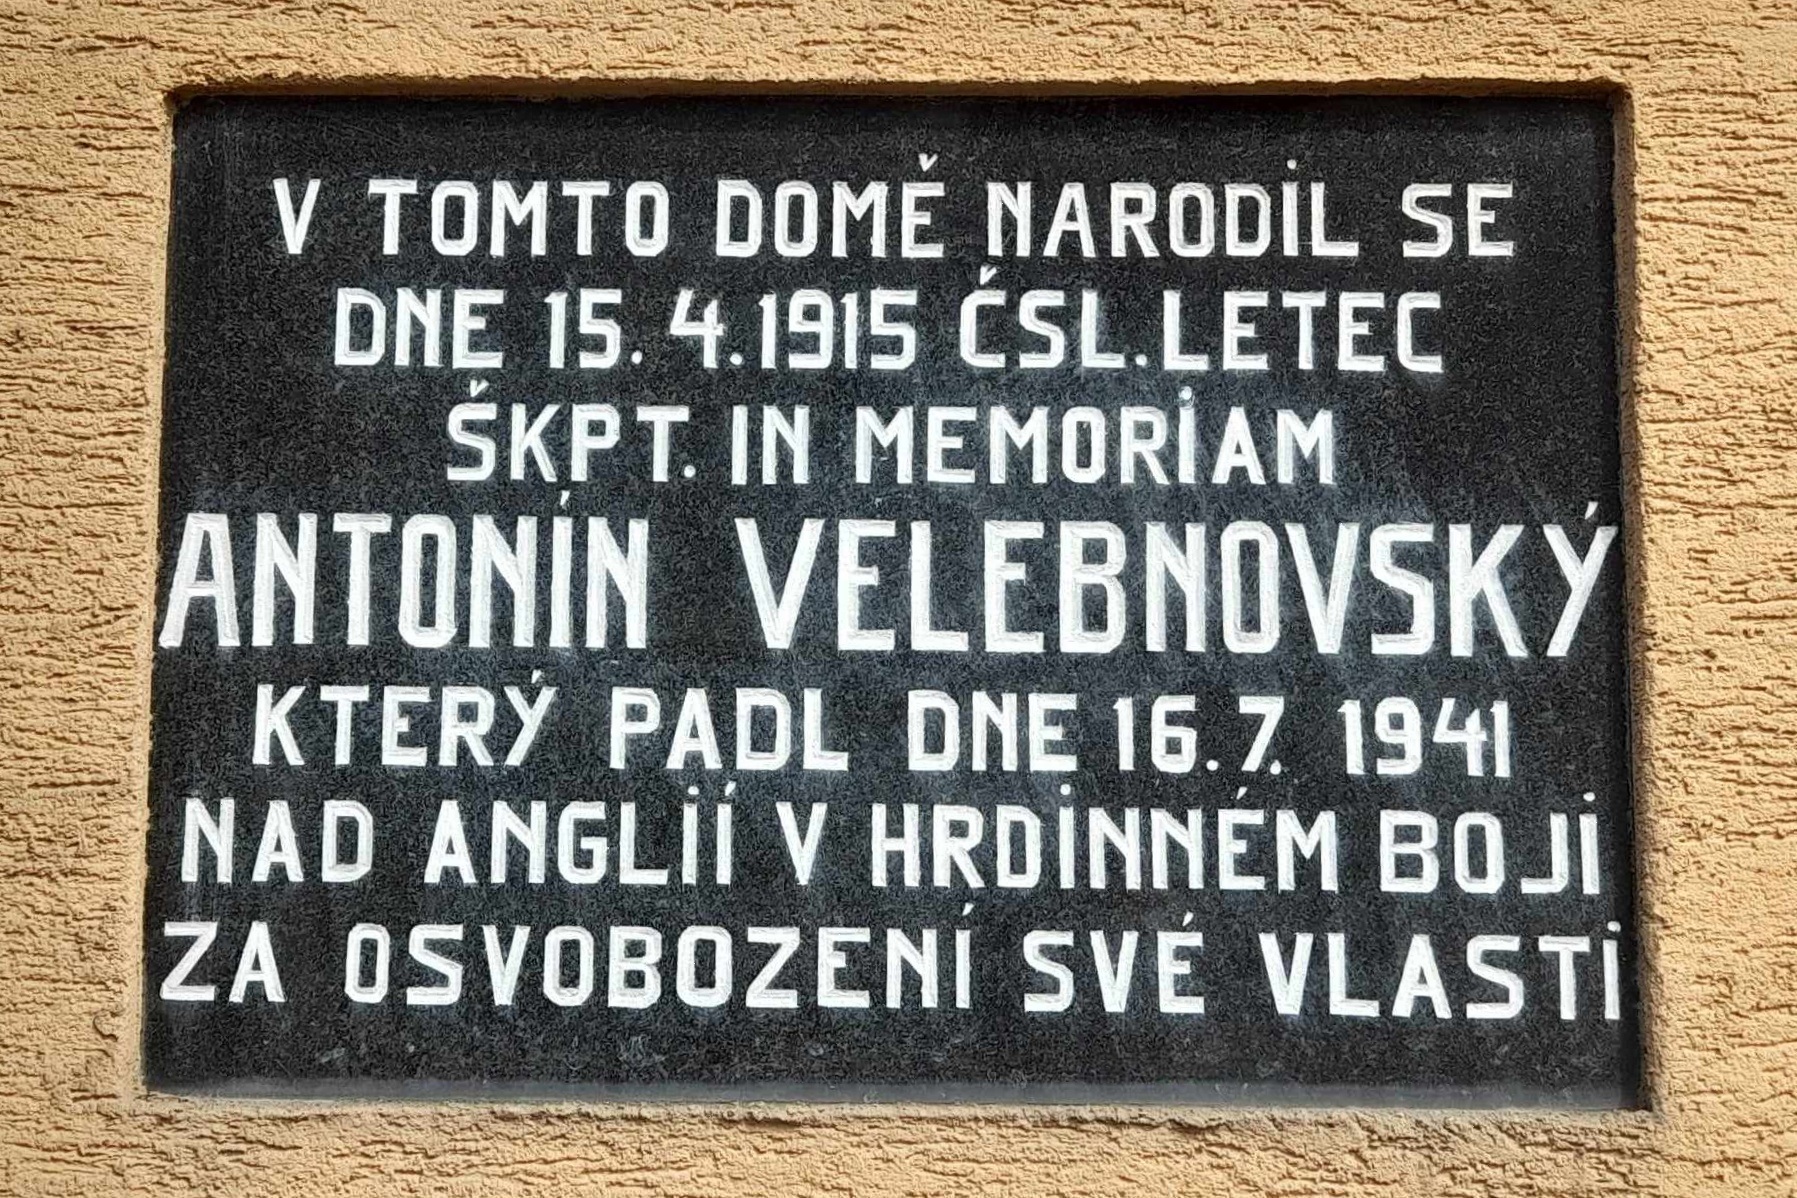 V TOMTO DOMĚ NARODIL SE
DNE 15. 4. 1915 ČSL. LETEC
ŠKPT. IN MEMORIAM
ANTONÍN VELEBNOVSKÝ
KTERÝ PADL DNE 16. 7. 1941
NAD ANGLIÍ V HRDINNÉM BOJI
ZA OSVOBOZENÍ SVÉ VLASTI